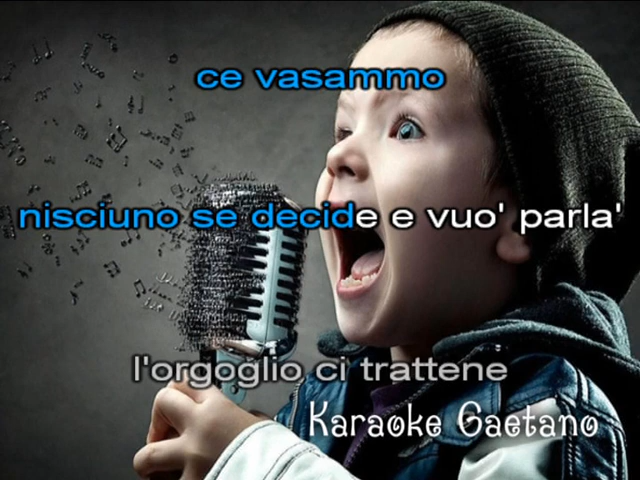 ce vasammo
nisciuno se decide e vuo' parla'
l'orgoglio ci trattene
Karaoke Gaetano